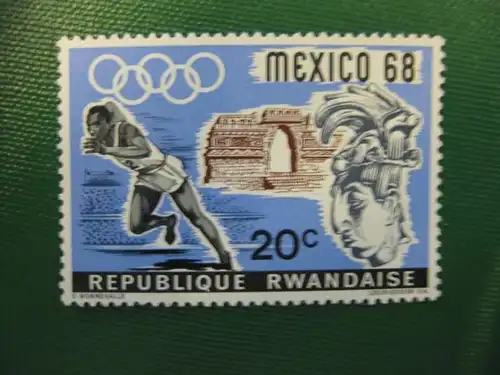 MEXICO 68
20c
REPUBLIQUE RWANDAISE